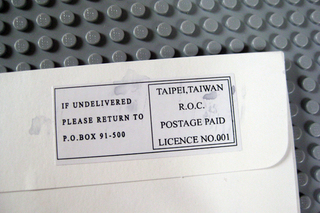 IF UNDELIVERED
PLEASE RETURN TO
P.O.BOX 91-500
TAIPEI,TAIWAN
R.O.C.
POSTAGE PAID
LICENCE NO.001